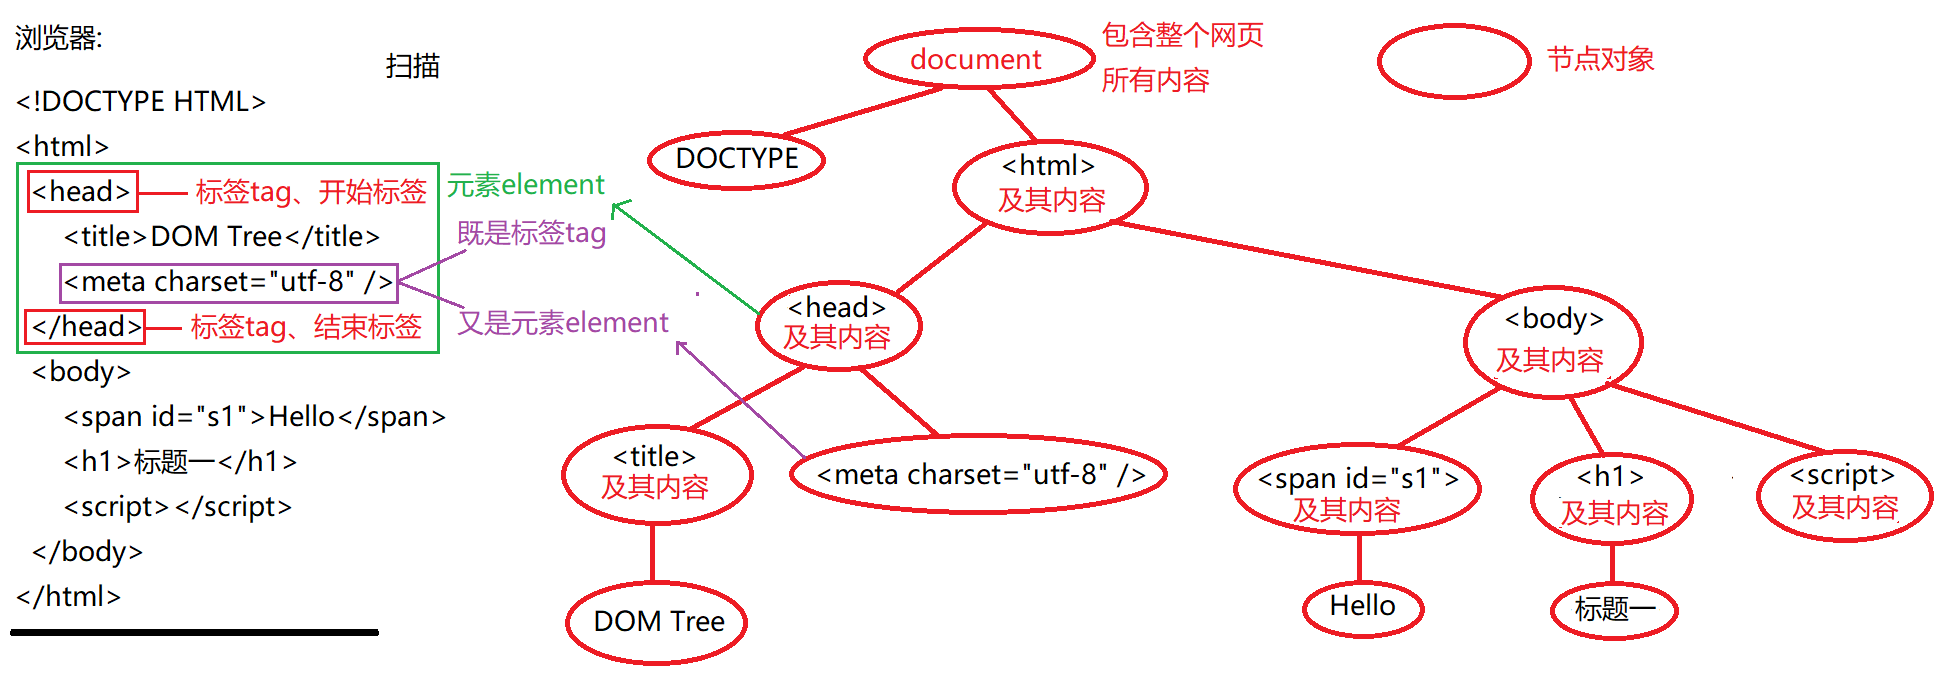 浏览器:
扫描
<!DOCTYPE HTML>
<html>
<head>
标签tag、开始标签
<title>DOM Tree</title>
<meta charset="utf-8" />
</head>
标签tag、结束标签
<body>
<span id="s1">Hello</span>
<h1>标题一</h1>
<script></script>
</body>
</html>
元素element
既是标签tag
又是元素element
document
包含整个网页
所有内容
节点对象
DOCTYPE
<html>
及其内容
<head>
及其内容
<body>
及其内容
<title>
及其内容
<meta charset="utf-8" />
<span id="s1">
及其内容
<h1>
及其内容
<script>
及其内容
DOM Tree
Hello
标题一